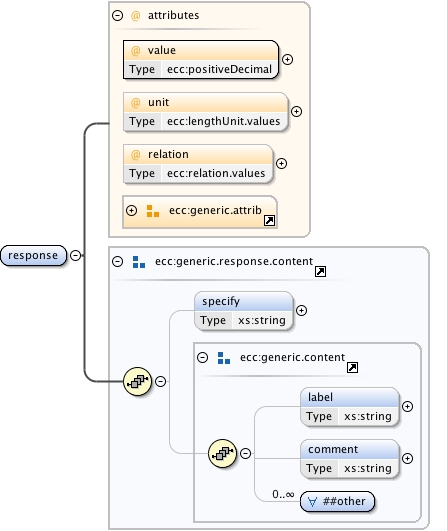 @ attributes
@ value
Type ecc:positiveDecimal
@ unit
Type ecc:lengthUnit.values
@ relation
Type ecc:relation.values
ecc:generic.attrib
response
ecc:generic.response.content
specify
Type xs:string
ecc:generic.content
label
Type xs:string
comment
Type xs:string
0..∞
∀ ##other